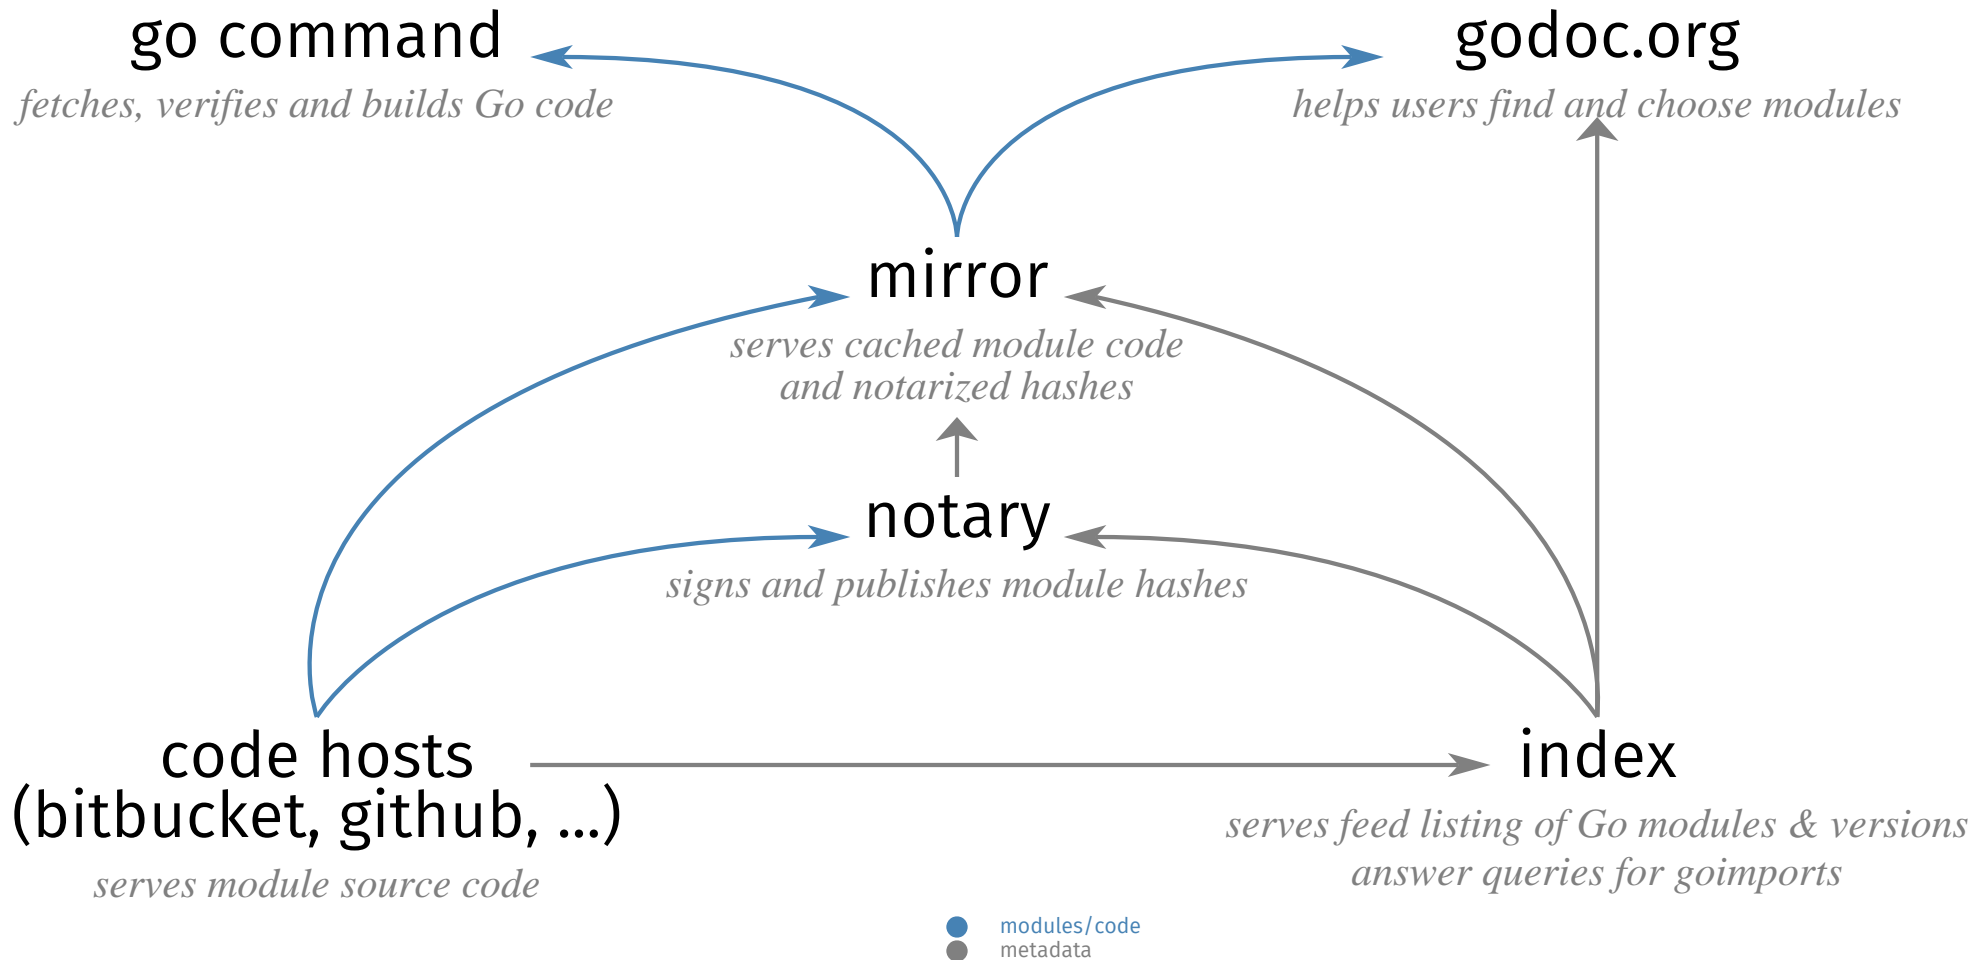 go command
fetches, verifies and builds Go code
godoc.org
helps users find and choose modules
mirror
serves cached module code
and notarized hashes
notary
signs and publishes module hashes
code hosts
(bitbucket, github, ...)
serves module source code
index
serves feed listing of Go modules & versions
answer queries for goimports
modules/code
metadata